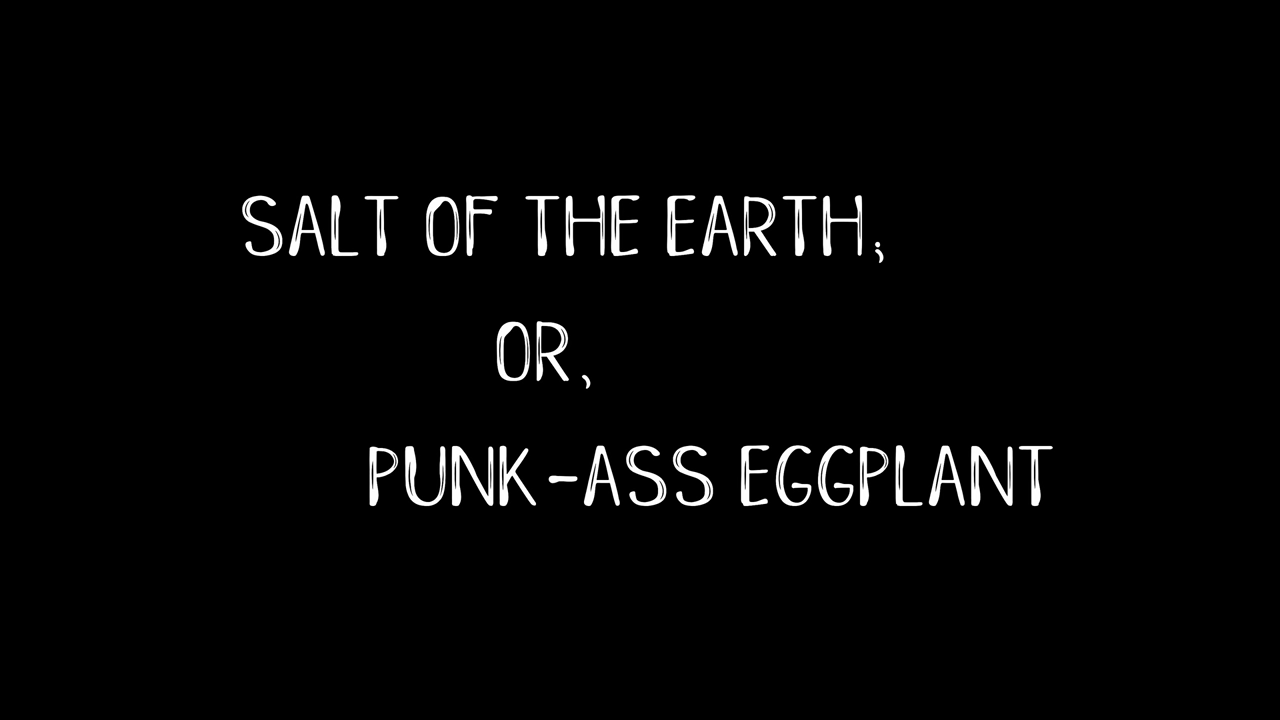 SALT OF THE EARTH;
OR,
PUNK-ASS EGGPLANT